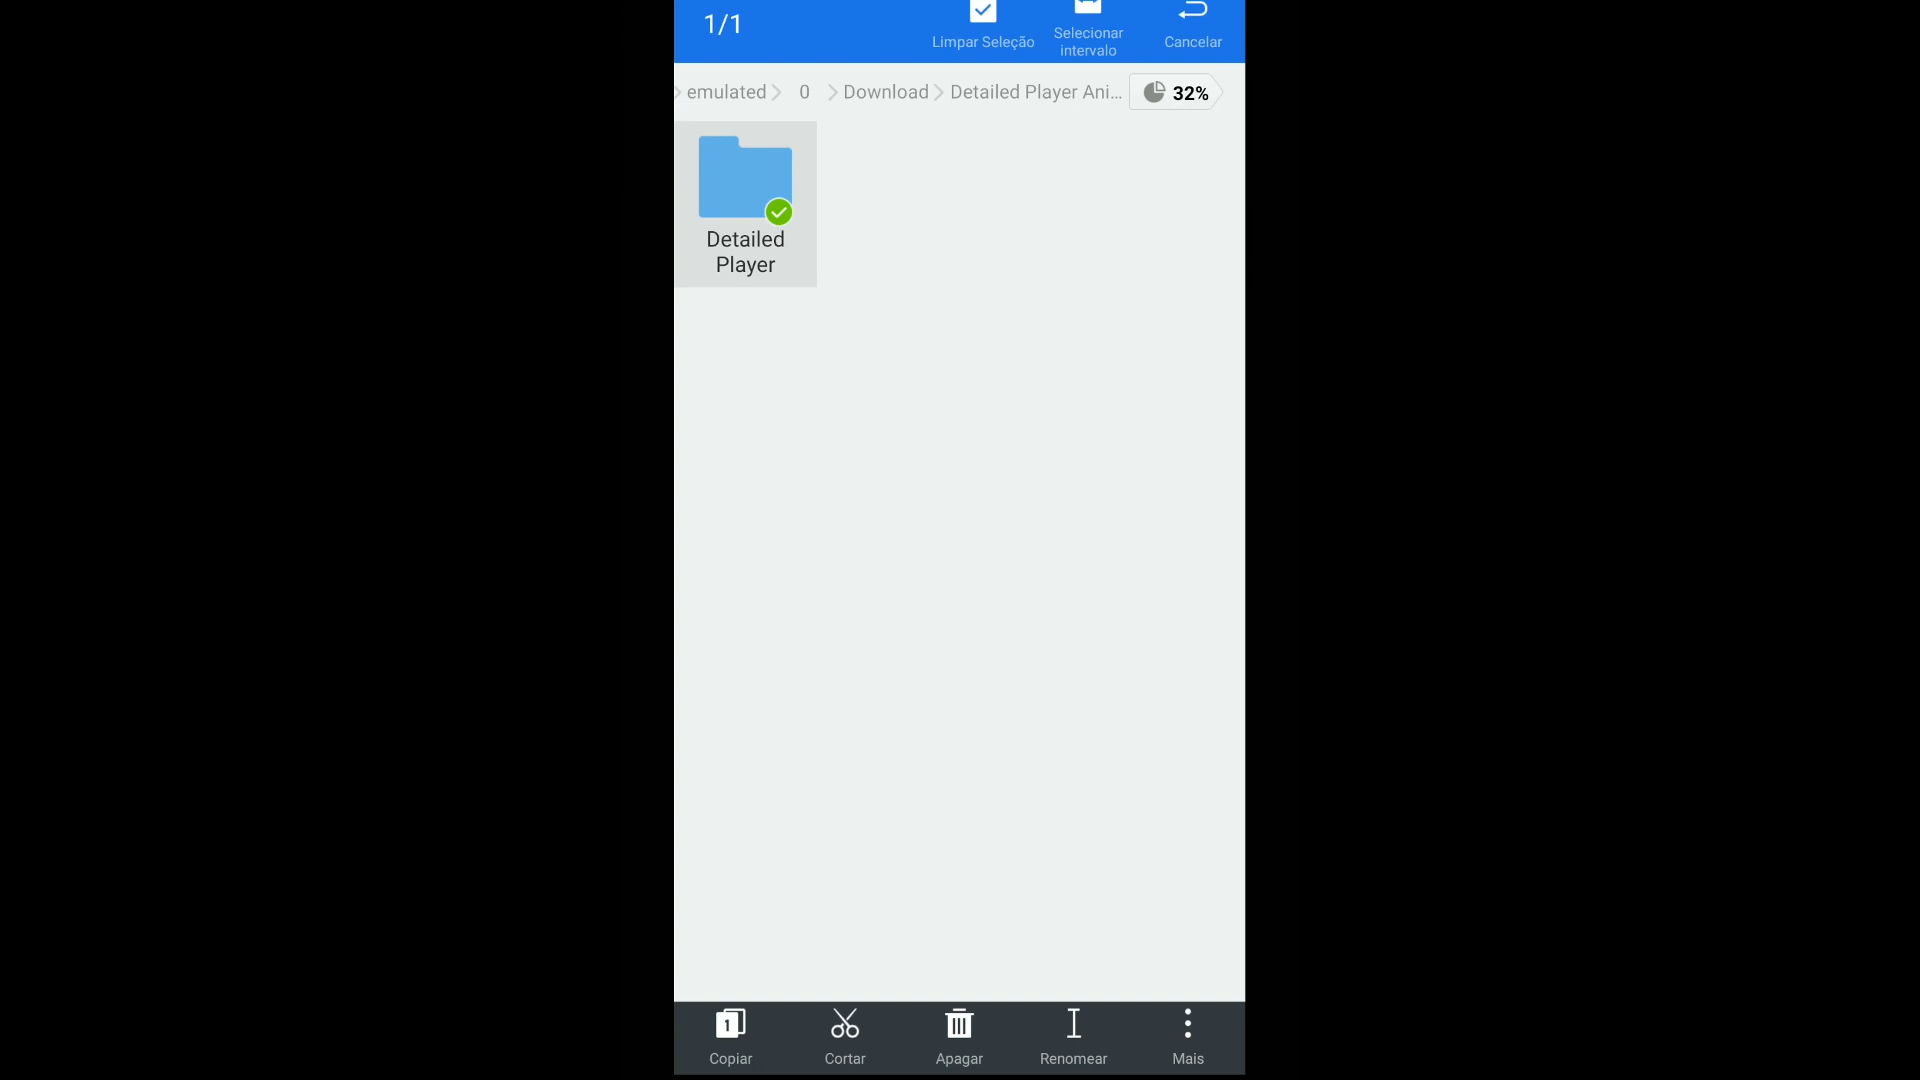 1/1
Limpar Seleção
Selecionar
intervalo
Cancelar
emulated
0
Download
Detailed Player Ani...
32%
Detailed
Player
1
Copiar
Cortar
Apagar
Renomear
Mais